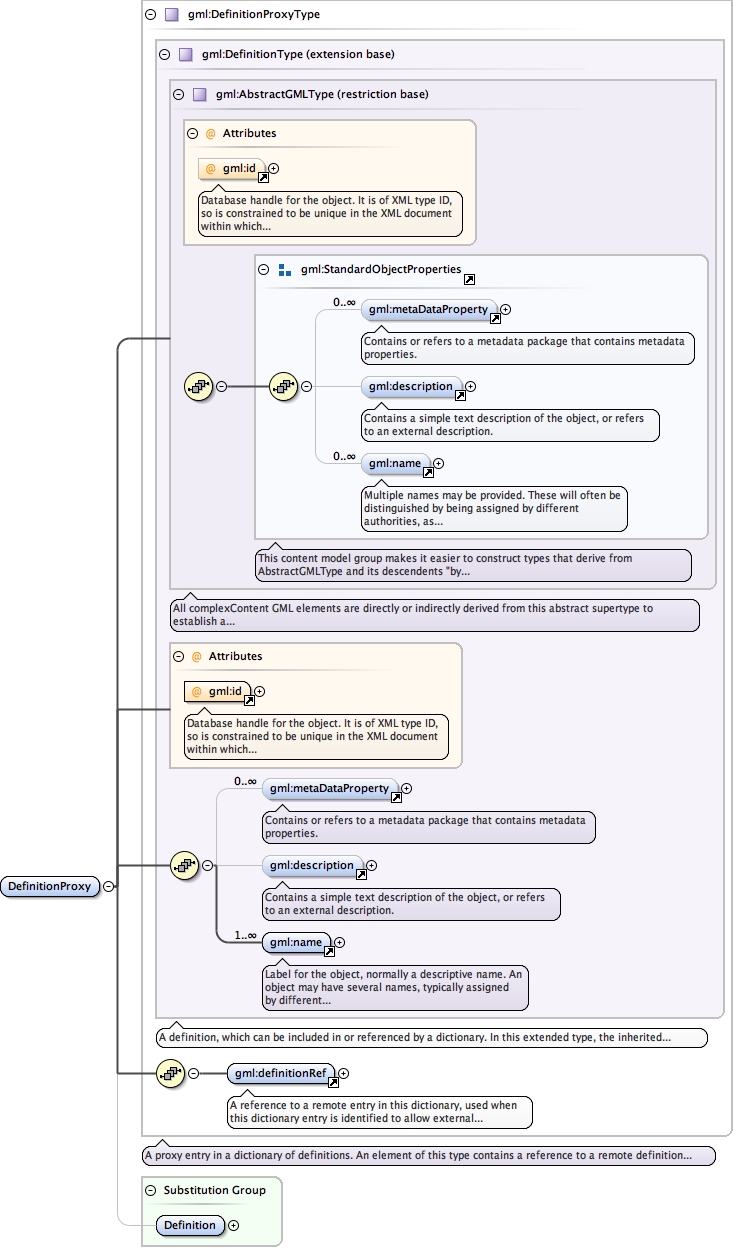 gml:DefinitionProxyType
gml:DefinitionType (extension base)
gml:AbstractGMLType (restriction base)
@ Attributes
@ gml:id
Database handle for the object. It is of XML type ID,
so is constrained to be unique in the XML document
within which...
gml:StandardObjectProperties
0..∞
gml:metaDataProperty
Contains or refers to a metadata package that contains metadata
properties.
gml:description
Contains a simple text description of the object, or refers
to an external description.
0..∞
gml:name
Multiple names may be provided. These will often be
distinguished by being assigned by different
authorities, as...
This content model group makes it easier to construct types that derive from
AbstractGMLType and its descendents "by...
All complexContent GML elements are directly or indirectly derived from this abstract supertype to
establish a...
@ Attributes
@ gml:id
Database handle for the object. It is of XML type ID,
so is constrained to be unique in the XML document
within which...
0..∞
gml:metaDataProperty
Contains or refers to a metadata package that contains metadata
properties.
gml:description
Contains a simple text description of the object, or refers
to an external description.
DefinitionProxy
1..∞
gml:name
Label for the object, normally a descriptive name. An
object may have several names, typically assigned
by different...
A definition, which can be included in or referenced by a dictionary. In this extended type, the inherited...
gml:definitionRef
A reference to a remote entry in this dictionary, used when
this dictionary entry is identified to allow external...
A proxy entry in a dictionary of definitions. An element of this type contains a reference to a remote definition...
Substitution Group
Definition